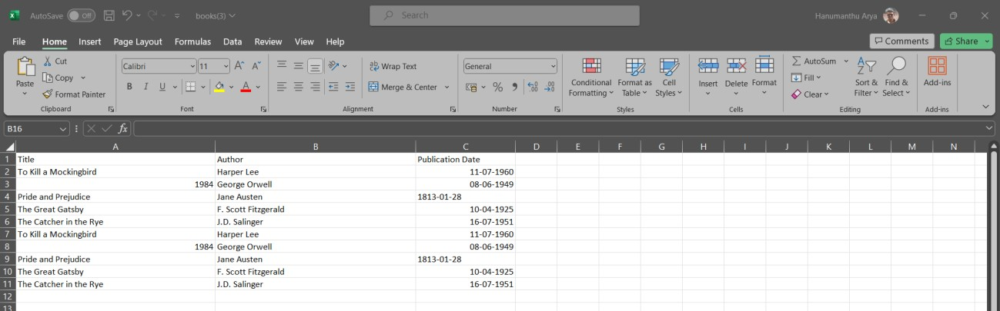 AutoSave Off books(3) Search Hanumanthu Arya
File Home Insert Page Layout Formulas Data Review View Help Comments Share
Paste Cut Copy Format Painter Clipboard
Calibri 11 B I U A Font
Wrap Text Merge & Center Alignment
General % Number
Conditional Formatting Format as Table Cell Styles Styles
Insert Delete Format Cells
AutoSum Fill Clear Sort & Filter Find & Select Editing
Add-ins Add-ins
B16 fx
A B C D E F G H I J K L M N
1 Title Author Publication Date
2 To Kill a Mockingbird Harper Lee 11-07-1960
3 1984 George Orwell 08-06-1949
4 Pride and Prejudice Jane Austen 1813-01-28
5 The Great Gatsby F. Scott Fitzgerald 10-04-1925
6 The Catcher in the Rye J.D. Salinger 16-07-1951
7 To Kill a Mockingbird Harper Lee 11-07-1960
8 1984 George Orwell 08-06-1949
9 Pride and Prejudice Jane Austen 1813-01-28
10 The Great Gatsby F. Scott Fitzgerald 10-04-1925
11 The Catcher in the Rye J.D. Salinger 16-07-1951
12
13